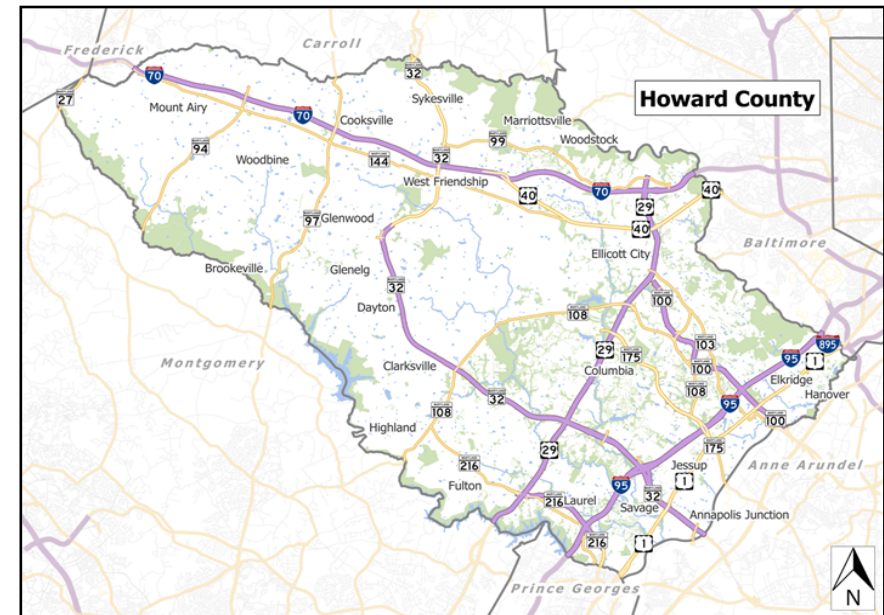 Frederick
Carroll
32
70
Howard County
27
Mount Airy
Sykesville
70
Cooksville
Marriottsville
99
Woodstock
94
144
32
Woodbine
West Friendship
40
70
40
29
97
Glenwood
40
Ellicott City
Baltimore
Brookeville
Glenelg
32
100
Dayton
108
103
895
29
175
95
1
Montgomery
Clarksville
Columbia
100
Elkridge
32
108
Hanover
108
95
100
Highland
29
175
216
Jessup
Anne Arundel
Fulton
95
1
216
Laurel
32
Savage
Annapolis Junction
216
1
Prince Georges
N